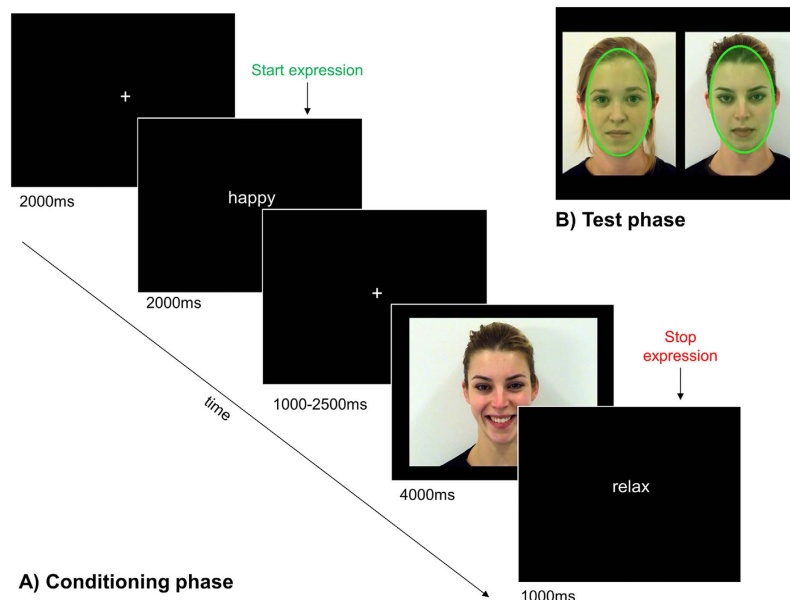 +
2000ms
Start expression
happy
2000ms
+
1000-2500ms
4000ms
Stop
expression
relax
1000ms
time
A) Conditioning phase
B) Test phase